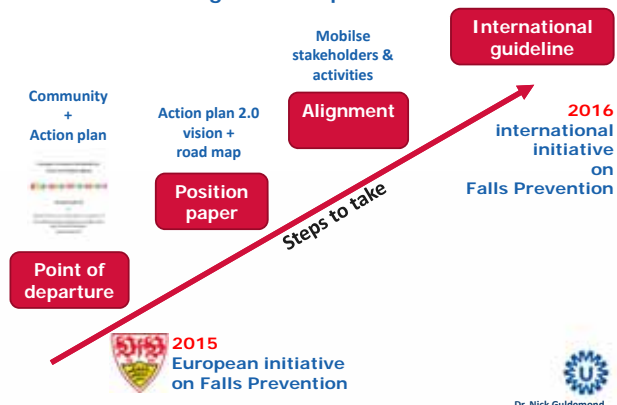 International
guideline
Mobilse
stakeholders &
activities
Alignment
Community
+
Action plan
Action plan 2.0
vision +
road map
2016
international
initiative
on
Falls Prevention
Position
paper
Steps to take
Point of
departure
2015
European initiative
on Falls Prevention
U
Dr. Nick Guldemond